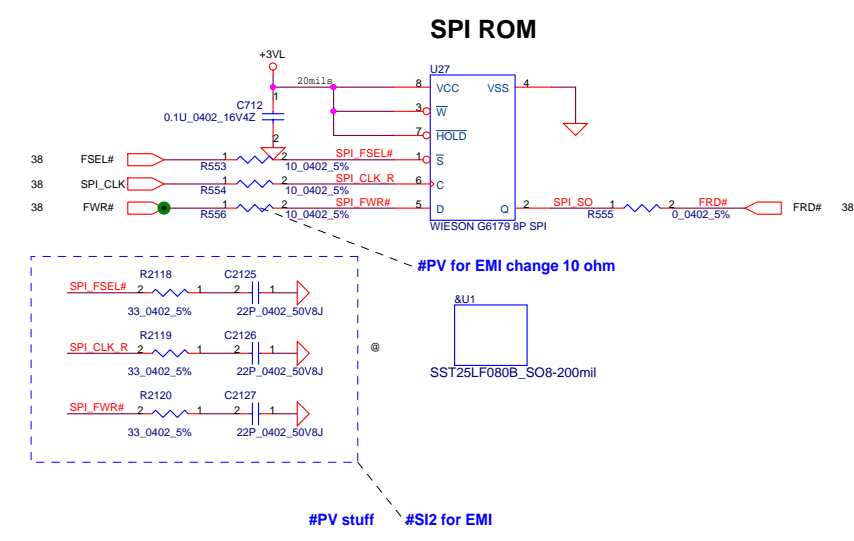 SPI ROM
+3VL
U27
20mils
8 VCC VSS 4
1
C712
0.1U_0402_16V4Z
2
3 W
7 HOLD
38 FSEL# 1 2 SPI_FSEL# 1 S
R553 10_0402_5%
38 SPI_CLK 1 2 SPI_CLK_R 6 C
R554 10_0402_5%
38 FWR# 1 2 SPI_FWR# 5 D Q 2 SPI_SO 1 2 FRD# FRD# 38
R556 10_0402_5% WIESON G6179 8P SPI R555 0_0402_5%
#PV for EMI change 10 ohm
R2118 C2125
SPI_FSEL# 2 1 2 1
33_0402_5% 22P_0402_50V8J
&U1
R2119 C2126
SPI_CLK_R 2 1 2 1 @
33_0402_5% 22P_0402_50V8J
SST25LF080B_SO8-200mil
R2120 C2127
SPI_FWR# 2 1 2 1
33_0402_5% 22P_0402_50V8J
#PV stuff #SI2 for EMI